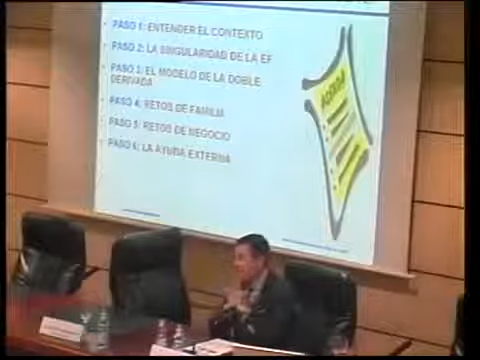 PASO 1: ENTENDER EL CONTEXTO
PASO 2: LA SINGULARIDAD DE LA EF
PASO 3: EL MODELO DE LA DOBLE
DERIVADA
PASO 4: RETOS DE FAMILIA
PASO 5: RETOS DE NEGOCIO
PASO 6: LA AYUDA EXTERNA
AGENDA